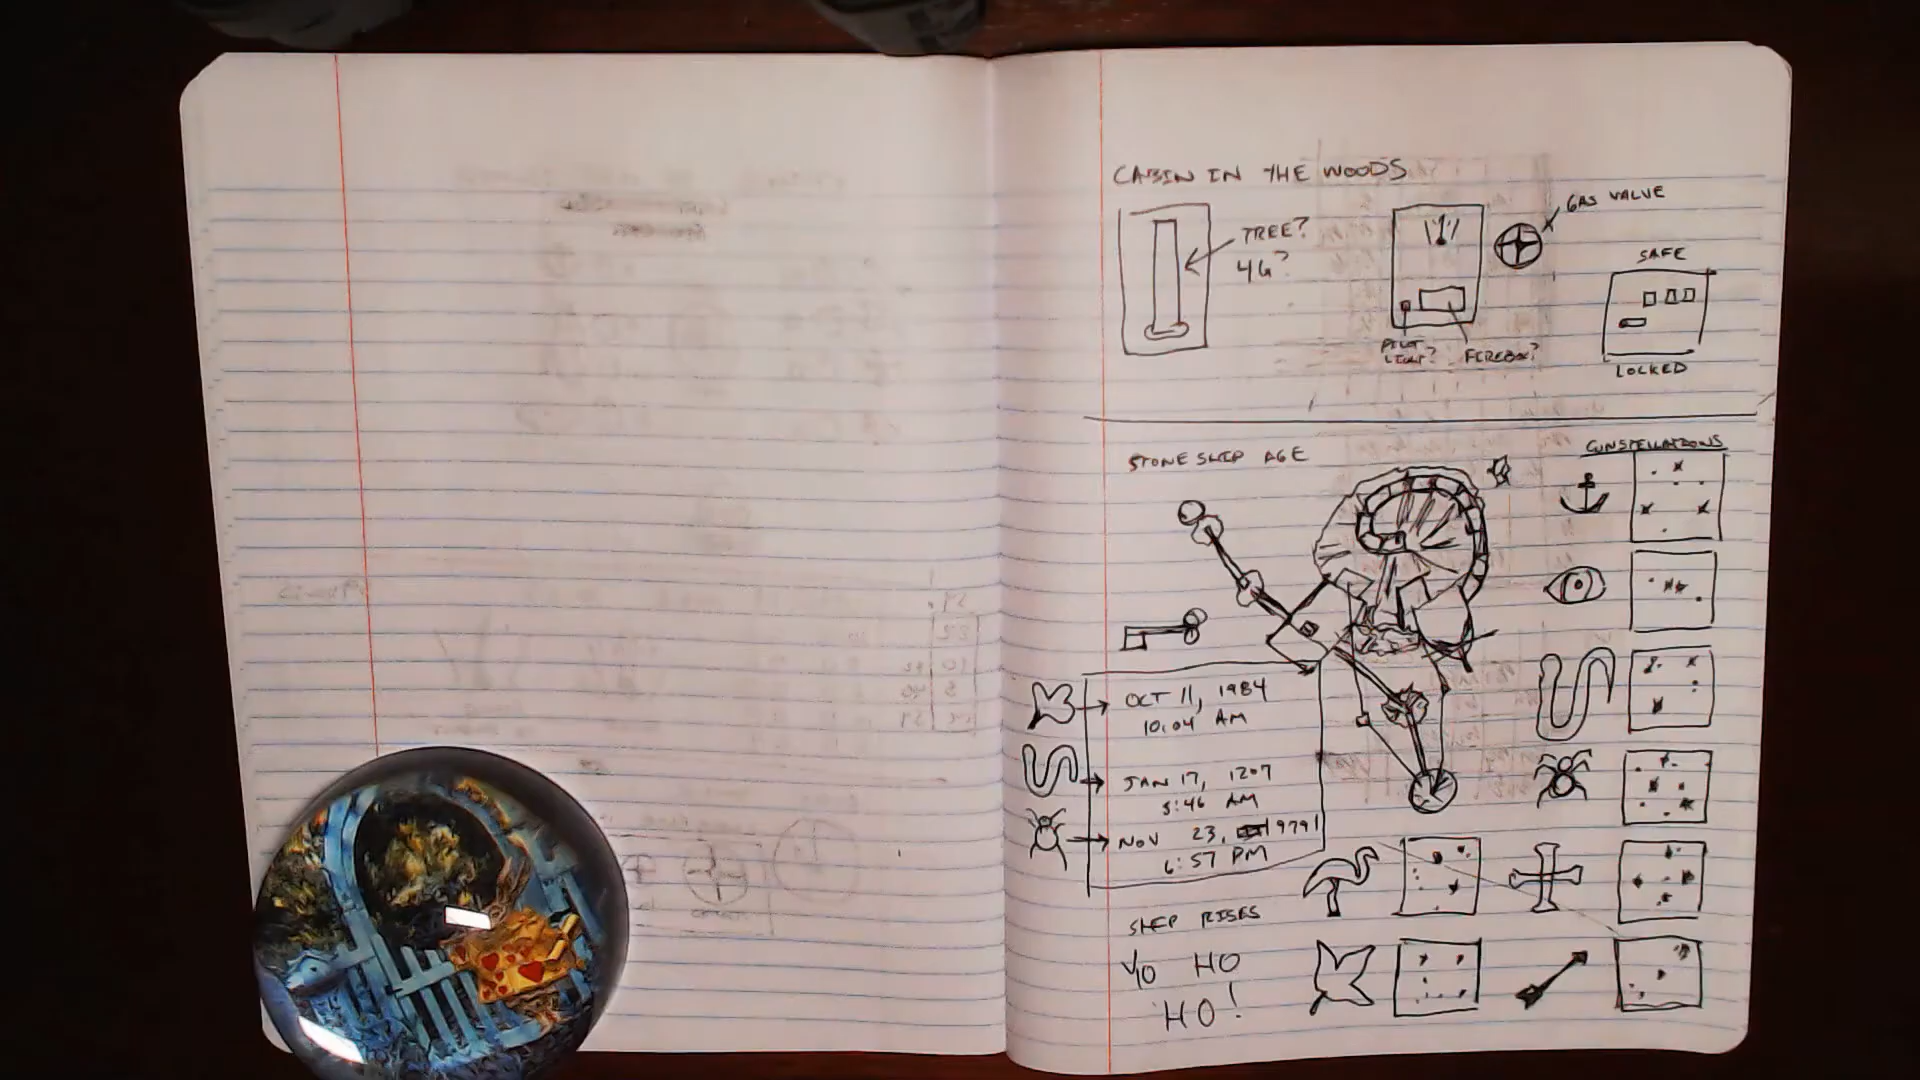 CABIN IN THE WOODS
GAS VALVE
TREE?
4G?
SAFE
PILOT
LIGHT?
FIREBOX?
LOCKED
STONESHIP AGE
CONSTELLATIONS
OCT 11, 1984
10:04 AM
JAN 17, 1207
5:46 AM
NOV 23, 9791
6:57 PM
SHIP RISES
YO HO
HO!